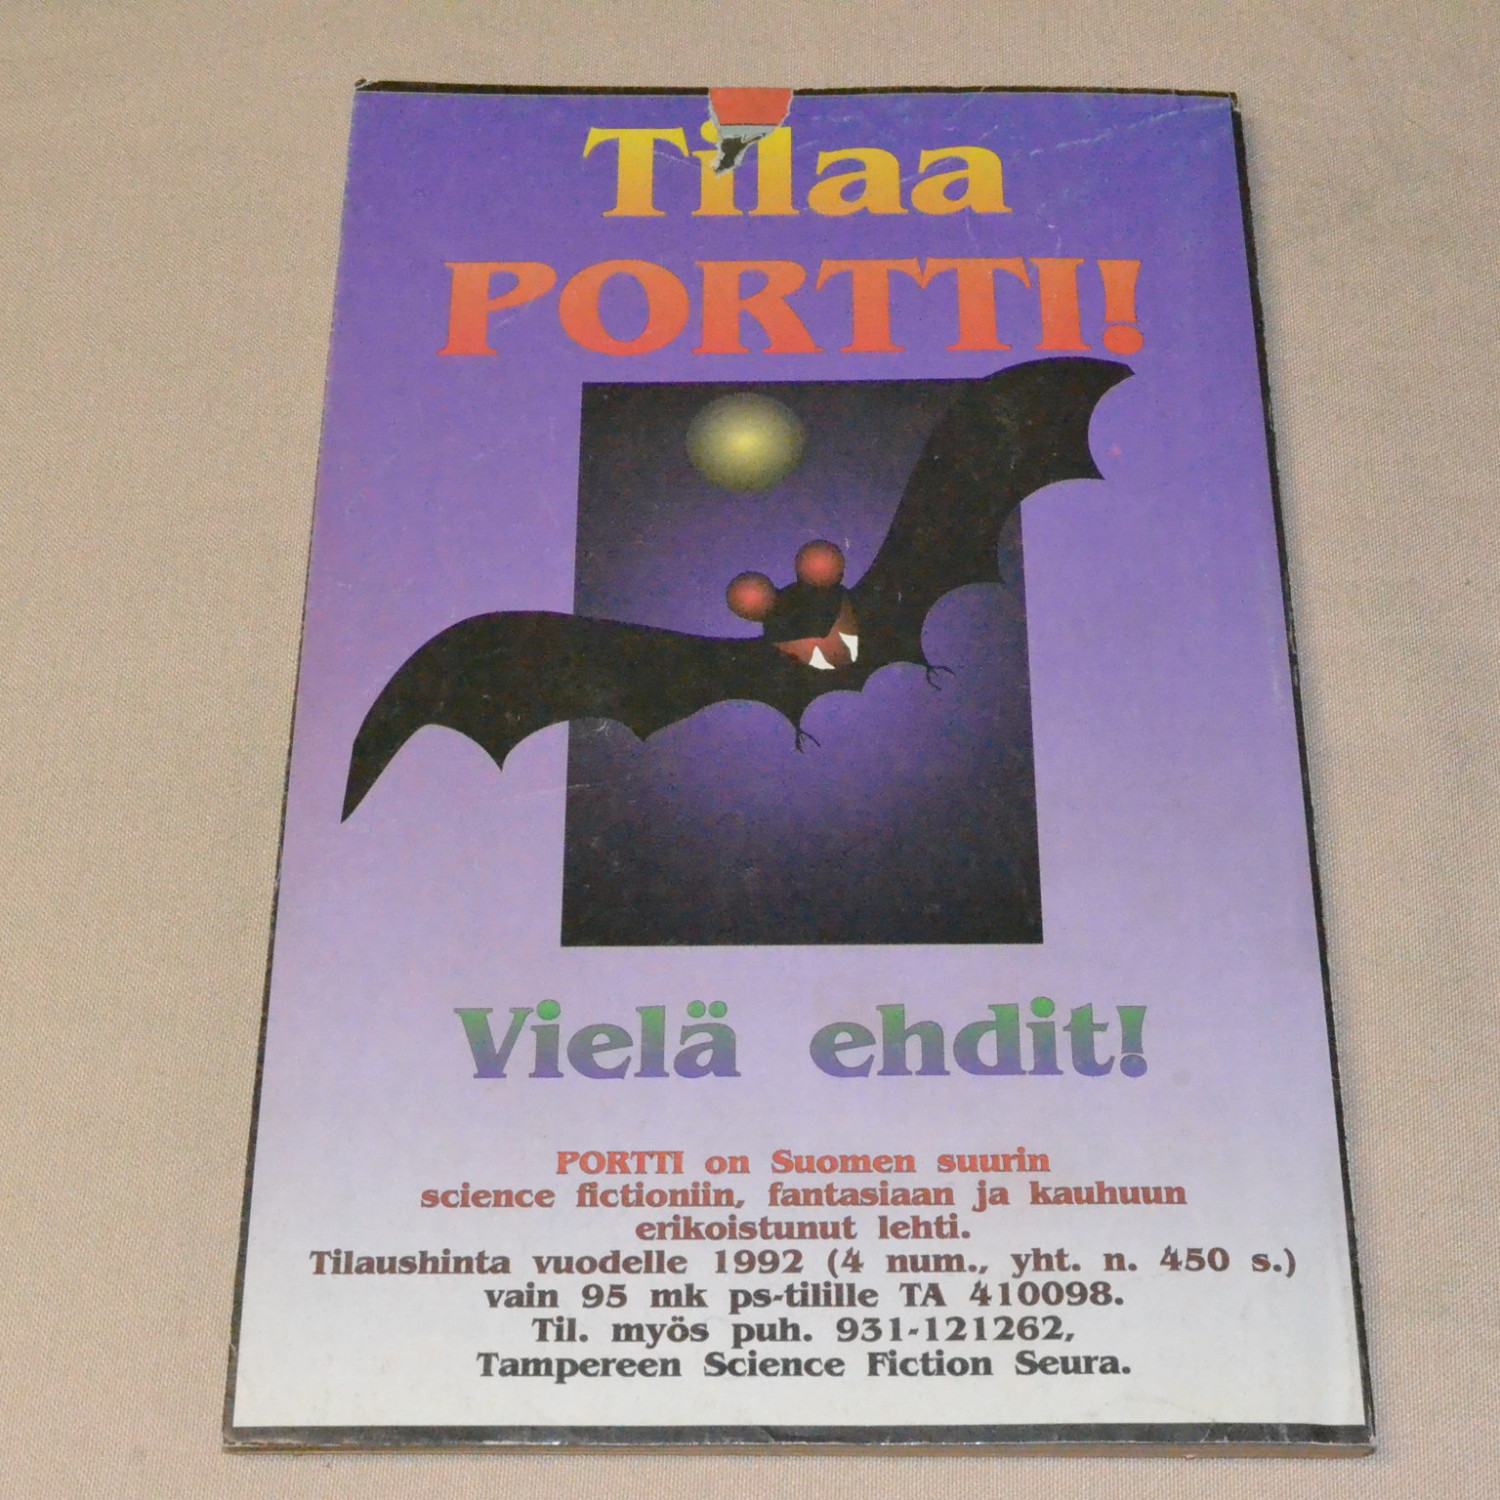 Tilaa
PORTTI!
Vielä ehdit!
PORTTI on Suomen suurin
science fictioniin, fantasiaan ja kauhuun
erikoistunut lehti.
Tilaushinta vuodelle 1992 (4 num., yht. n. 450 s.)
vain 95 mk ps-tilille TA 410098.
Til. myös puh. 931-121262,
Tampereen Science Fiction Seura.